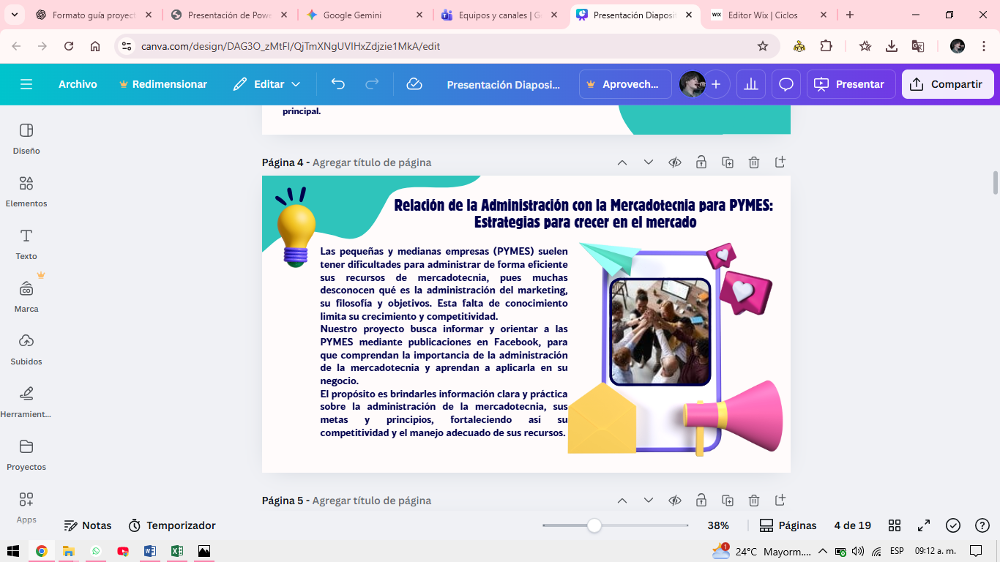 Formato guía proyect
Presentación de Powe
Google Gemini
Equipos y canales | G
Presentación Diaposit
WIX
Editor Wix | Ciclos
canva.com/design/DAG3O_zMtFI/QjTmXNgUVIHxZdjzie1MkA/edit
Archivo
Redimensionar
Editar
Presentación Diaposi...
Aprovech...
Presentar
Compartir
principal.
Diseño
Elementos
Texto
Marca
Subidos
Herramient...
Proyectos
Apps
Página 4 - Agregar título de página
Relación de la Administración con la Mercadotecnia para PYMES:
Estrategias para crecer en el mercado
Las pequeñas y medianas empresas (PYMES) suelen
tener dificultades para administrar de forma eficiente
sus recursos de mercadotecnia, pues muchas
desconocen qué es la administración del marketing,
su filosofía y objetivos. Esta falta de conocimiento
limita su crecimiento y competitividad.
Nuestro proyecto busca informar y orientar a las
PYMES mediante publicaciones en Facebook, para
que comprendan la importancia de la administración
de la mercadotecnia y aprendan a aplicarla en su
negocio.
El propósito es brindarles información clara y práctica
sobre la administración de la mercadotecnia, sus
metas y principios, fortaleciendo así su
competitividad y el manejo adecuado de sus recursos.
Página 5 - Agregar título de página
Notas
Temporizador
38%
Páginas
4 de 19
1
24°C Mayorm....
ESP
09:12 a. m.